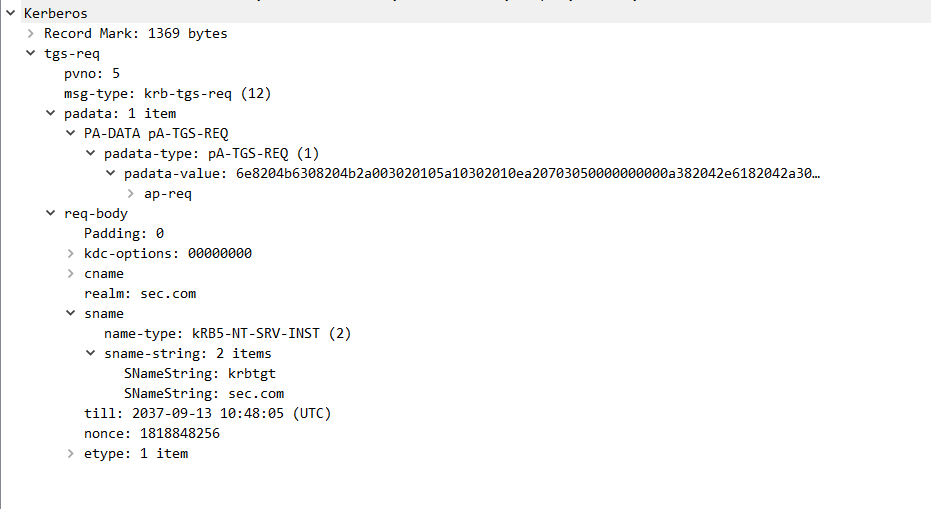 Kerberos
Record Mark: 1369 bytes
tgs-req
pvno: 5
msg-type: krb-tgs-req (12)
padata: 1 item
PA-DATA pA-TGS-REQ
padata-type: pA-TGS-REQ (1)
padata-value: 6e8204b6308204b2a003020105a10302010ea20703050000000000a382042e6182042a30…
ap-req
req-body
Padding: 0
kdc-options: 00000000
cname
realm: sec.com
sname
name-type: kRB5-NT-SRV-INST (2)
sname-string: 2 items
SNameString: krbtgt
SNameString: sec.com
till: 2037-09-13 10:48:05 (UTC)
nonce: 1818848256
etype: 1 item